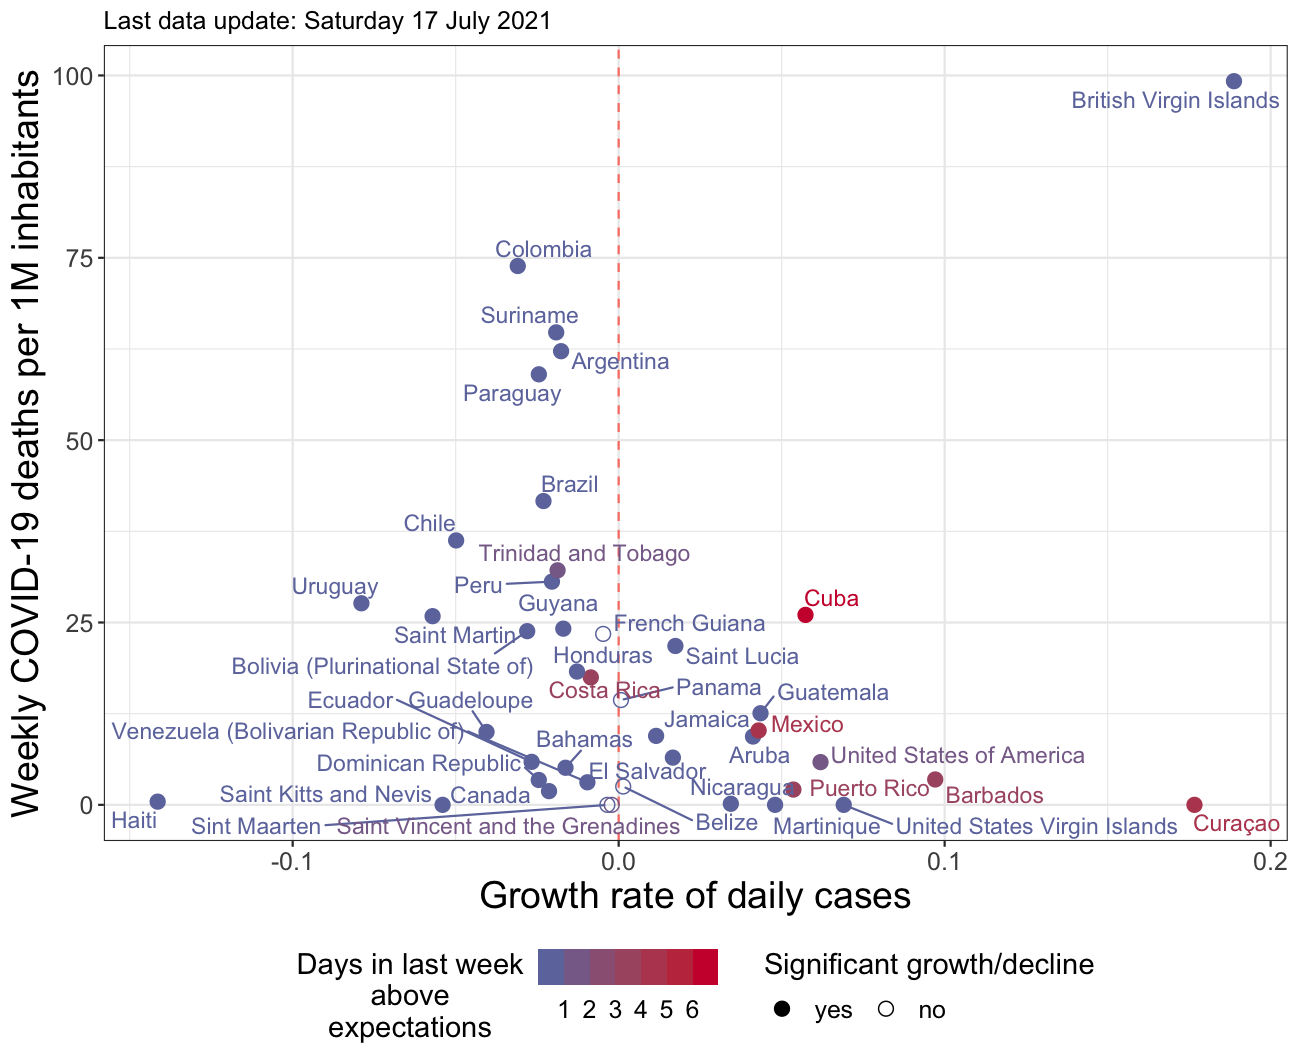 Last data update: Saturday 17 July 2021
Weekly COVID-19 deaths per 1M inhabitants
100
75
50
25
0
British Virgin Islands
Colombia
Suriname
Argentina
Paraguay
Brazil
Chile
Trinidad and Tobago
Uruguay
Peru
Cuba
Guyana
French Guiana
Saint Martin
Honduras
Saint Lucia
Bolivia (Plurinational State of)
Costa Rica
Panama
Guatemala
Ecuador
Guadeloupe
Jamaica
Mexico
Venezuela (Bolivarian Republic of)
Bahamas
Aruba
United States of America
Dominican Republic
El Salvador
Nicaragua
Puerto Rico
Barbados
Saint Kitts and Nevis
Canada
Haiti
Sint Maarten
Saint Vincent and the Grenadines
Belize
Martinique
United States Virgin Islands
Curaçao
-0.1
0.0
0.1
0.2
Growth rate of daily cases
Days in last week
above
expectations
1 2 3 4 5 6
Significant growth/decline
yes
no